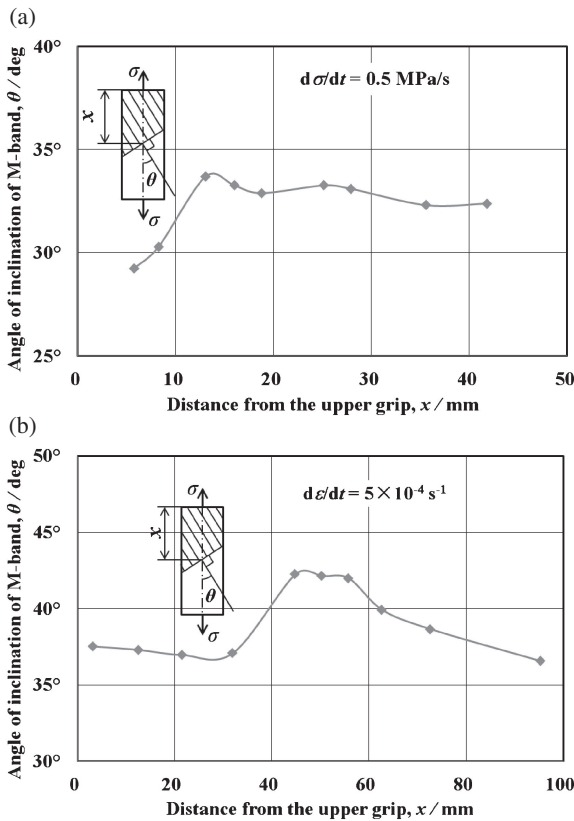 (a)
40°
35°
30°
25°
Angle of inclination of M-band, θ / deg
σ
x
θ
σ
dσ/dt = 0.5 MPa/s
0 10 20 30 40 50
Distance from the upper grip, x / mm
(b)
50°
45°
40°
35°
30°
Angle of inclination of M-band, θ / deg
σ
x
θ
σ
dε/dt = 5×10⁻⁴ s⁻¹
0 20 40 60 80 100
Distance from the upper grip, x / mm